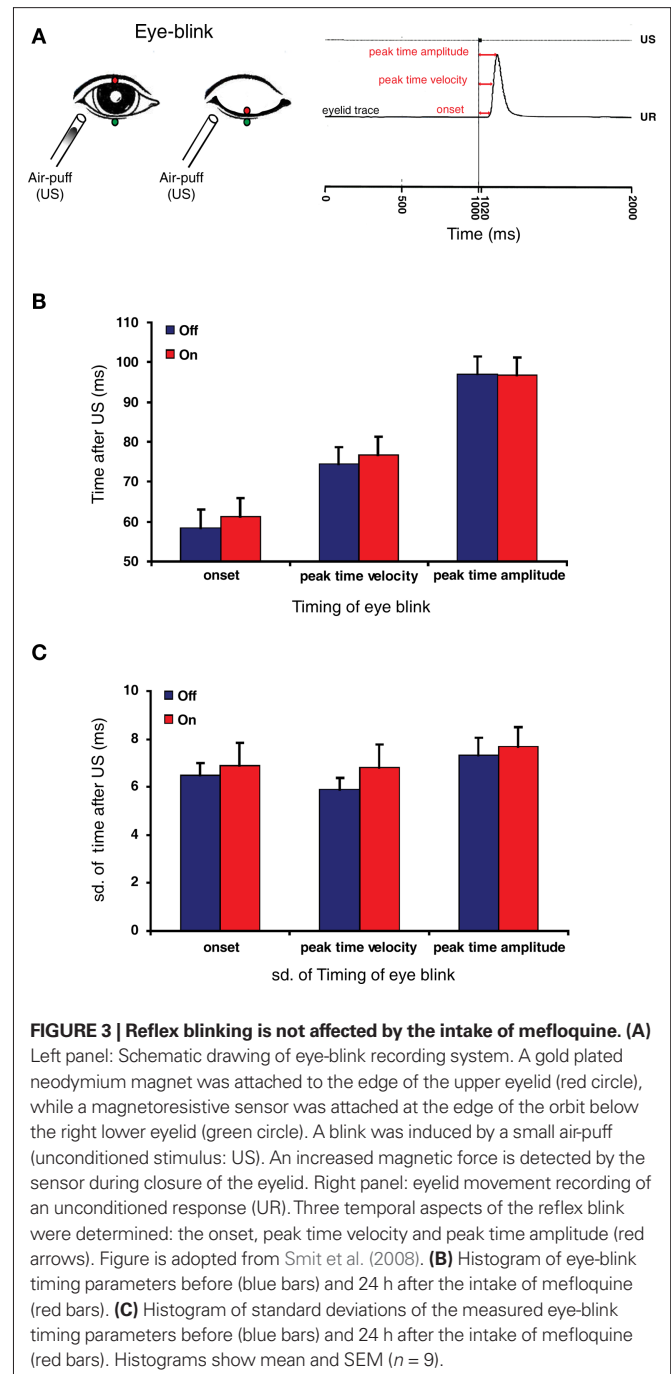 A
Eye-blink
Air-puff
(US)
Air-puff
(US)
US
peak time amplitude
peak time velocity
eyelid trace
onset
UR
0
500
1000
1020
2000
Time (ms)
B
110
100
90
80
70
60
50
Time after US (ms)
Off
On
onset
peak time velocity
peak time amplitude
Timing of eye blink
C
10
8
6
4
2
0
sd. of time after US (ms)
Off
On
onset
peak time velocity
peak time amplitude
sd. of Timing of eye blink
FIGURE 3 | Reflex blinking is not affected by the intake of mefloquine. (A)
Left panel: Schematic drawing of eye-blink recording system. A gold plated
neodymium magnet was attached to the edge of the upper eyelid (red circle),
while a magnetoresistive sensor was attached at the edge of the orbit below
the right lower eyelid (green circle). A blink was induced by a small air-puff
(unconditioned stimulus: US). An increased magnetic force is detected by the
sensor during closure of the eyelid. Right panel: eyelid movement recording of
an unconditioned response (UR). Three temporal aspects of the reflex blink
were determined: the onset, peak time velocity and peak time amplitude (red
arrows). Figure is adopted from Smit et al. (2008). (B) Histogram of eye-blink
timing parameters before (blue bars) and 24 h after the intake of mefloquine
(red bars). (C) Histogram of standard deviations of the measured eye-blink
timing parameters before (blue bars) and 24 h after the intake of mefloquine
(red bars). Histograms show mean and SEM (n = 9).